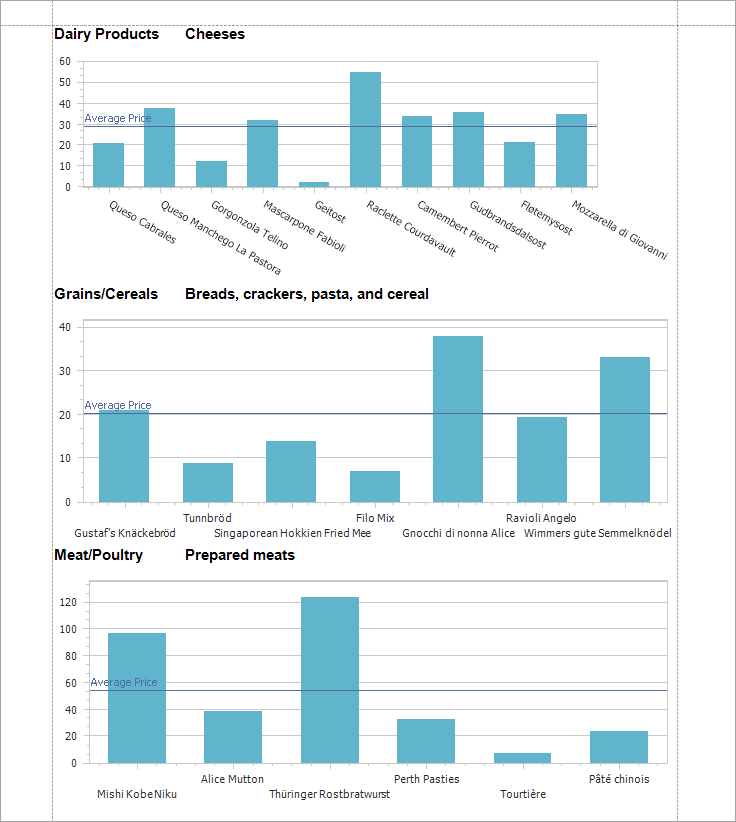 Dairy Products Cheeses
60
50
40
30
20
10
0
Average Price
Queso Cabrales
Queso Manchego La Pastora
Gorgonzola Telino
Mascarpone Fabioli
Geitost
Raclette Courdavault
Camembert Pierrot
Gudbrandsdalsost
Fløtemysost
Mozzarella di Giovanni
Grains/Cereals Breads, crackers, pasta, and cereal
40
30
20
10
0
Average Price
Tunnbröd Filo Mix Ravioli Angelo
Gustaf's Knäckebröd Singaporean Hokkien Fried Mee Gnocchi di nonna Alice Wimmers gute Semmelknödel
Meat/Poultry Prepared meats
120
100
80
60
40
20
0
Average Price
Alice Mutton Perth Pasties Pâté chinois
Mishi Kobe Niku Thüringer Rostbratwurst Tourtière